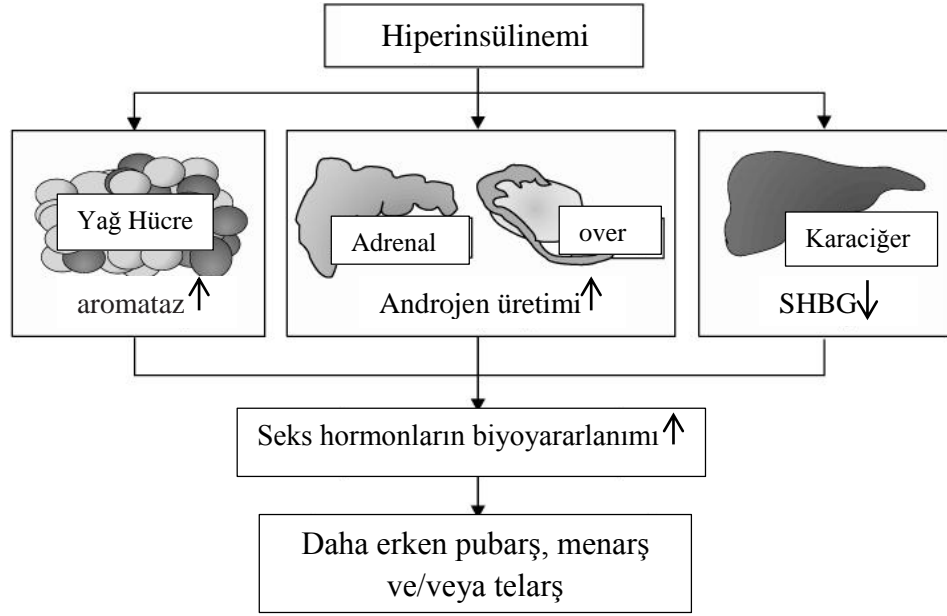 Hiperinsülinemi
Yağ Hücre
aromataz ↑
Adrenal
over
Androjen üretimi ↑
Karaciğer
SHBG ↓
Seks hormonların biyoyararlanımı ↑
Daha erken pubarş, menarş
ve/veya telarş